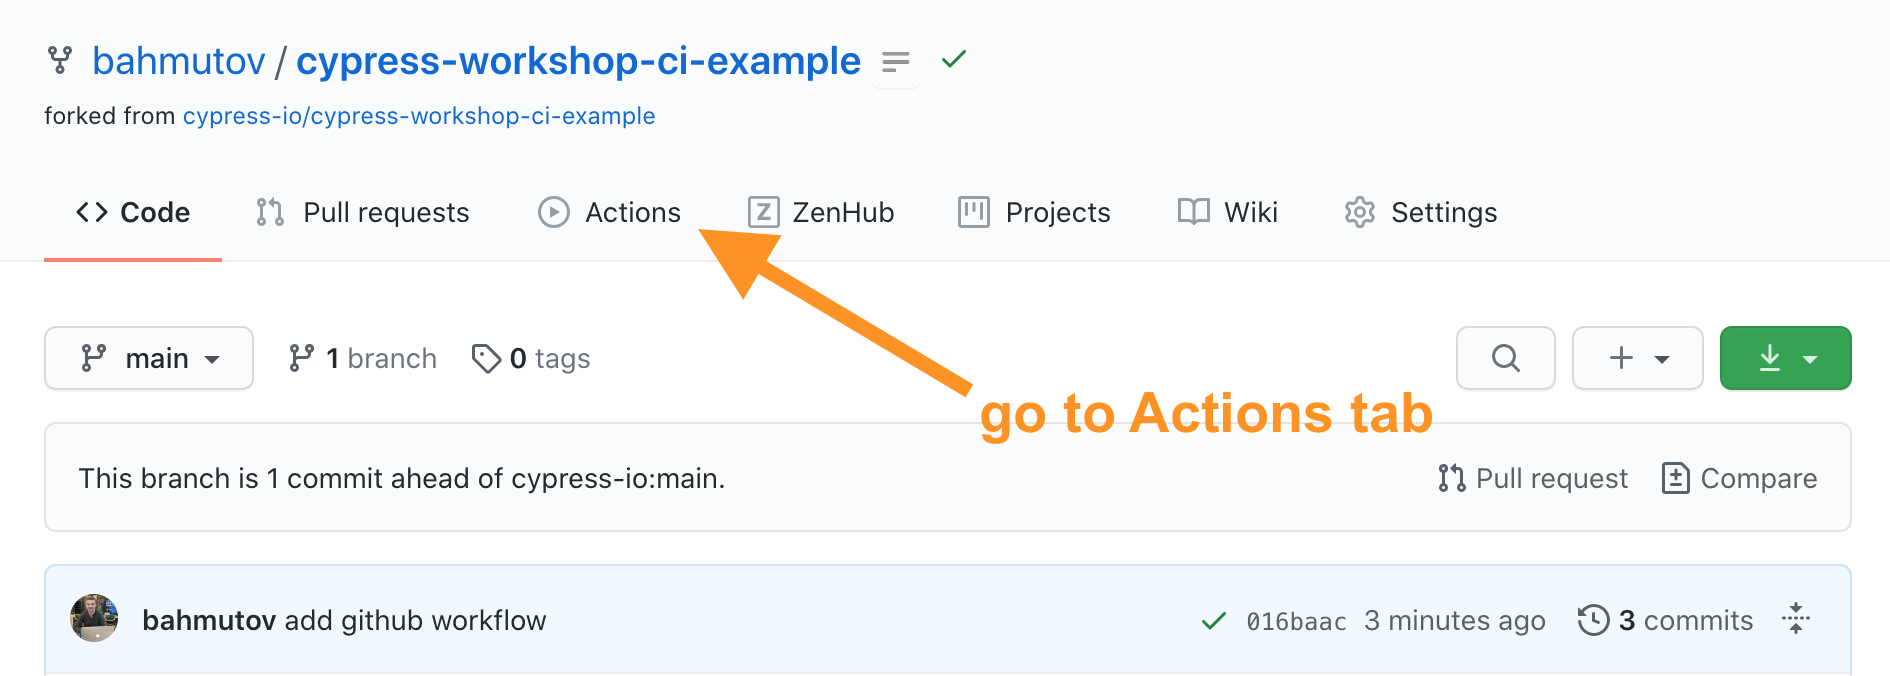 bahmutov / cypress-workshop-ci-example
forked from cypress-io/cypress-workshop-ci-example
Code Pull requests Actions ZenHub Projects Wiki Settings
main 1 branch 0 tags
go to Actions tab
This branch is 1 commit ahead of cypress-io:main. Pull request Compare
bahmutov add github workflow 016baac 3 minutes ago 3 commits